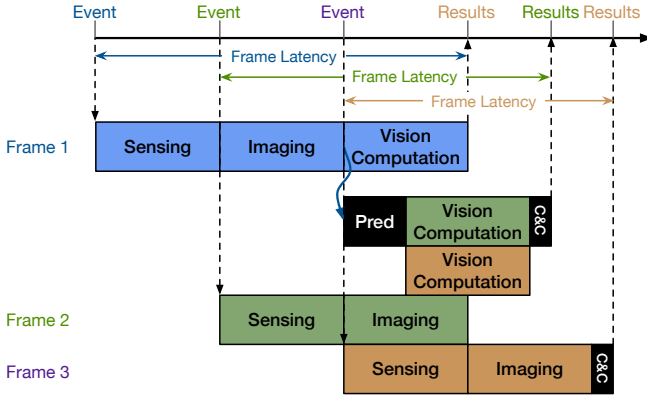 Event Event Event Results Results Results
Frame Latency
Frame Latency
Frame Latency
Frame 1
Sensing
Imaging
Vision
Computation
Pred
Vision
Computation
C&C
Vision
Computation
Frame 2
Sensing
Imaging
Frame 3
Sensing
Imaging
C&C